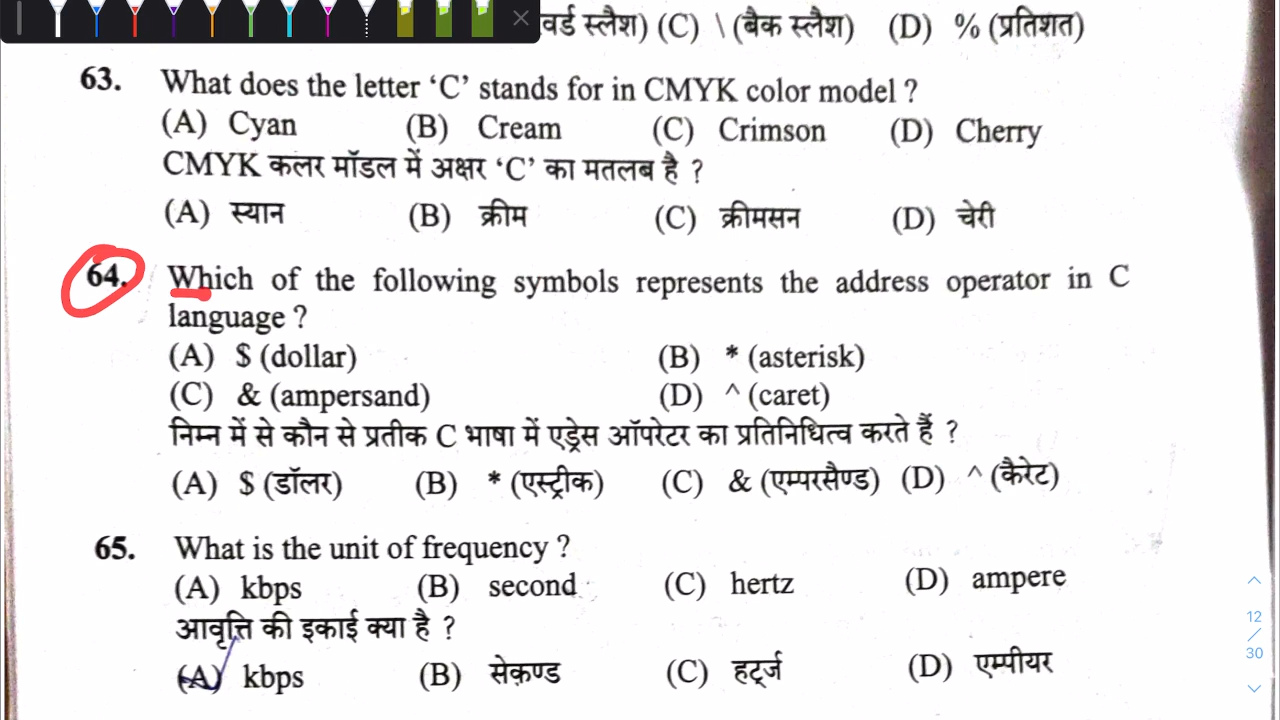 वर्ड स्लैश) (C) \ (बैक स्लैश) (D) % (प्रतिशत)
63. What does the letter ‘C’ stands for in CMYK color model ?
(A) Cyan (B) Cream (C) Crimson (D) Cherry
CMYK कलर मॉडल में अक्षर ‘C’ का मतलब है ?
(A) स्यान (B) क्रीम (C) क्रीमसन (D) चेरी
64. Which of the following symbols represents the address operator in C
language ?
(A) $ (dollar) (B) * (asterisk)
(C) & (ampersand) (D) ^ (caret)
निम्न में से कौन से प्रतीक C भाषा में एड्रेस ऑपरेटर का प्रतिनिधित्व करते हैं ?
(A) $ (डॉलर) (B) * (एस्ट्रीक) (C) & (एम्परसैण्ड) (D) ^ (कैरेट)
65. What is the unit of frequency ?
(A) kbps (B) second (C) hertz (D) ampere
आवृत्ति की इकाई क्या है ?
(A) kbps (B) सेक़ण्ड (C) हर्ट्ज (D) एम्पीयर
12
/
30